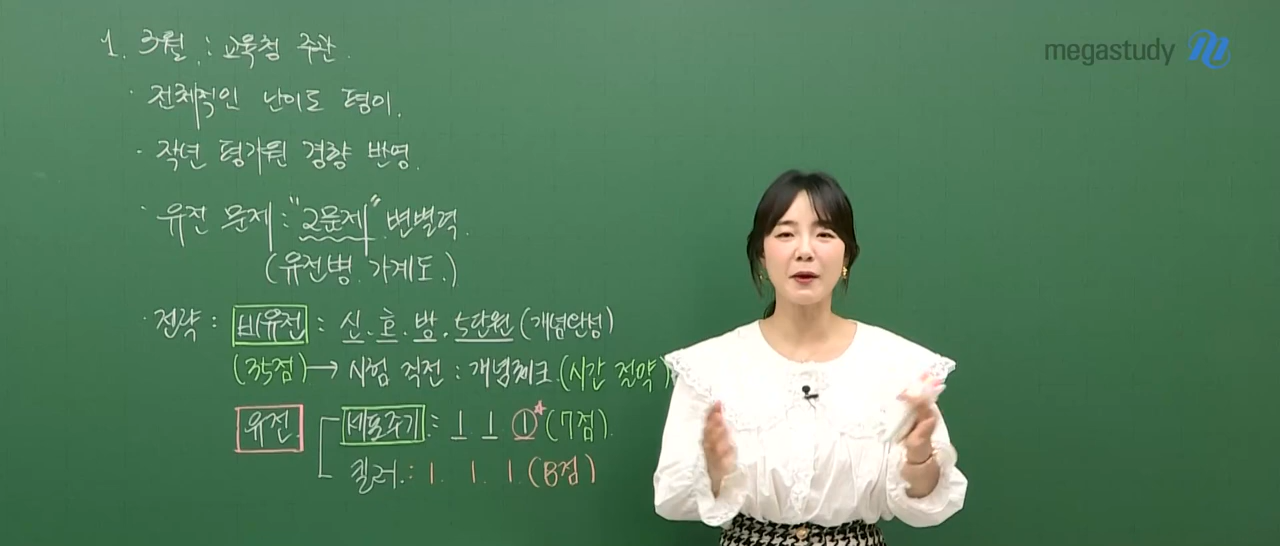 1. 3월 : 교육청 주관.
· 전체적인 난이도 평이.
· 작년 평가원 경향 반영.
· 유전 문제 : "2문제" 변별력.
(유전병. 가계도.)
· 전략 : 비유전 : 신. 흐. 방. 5단원 (개념완성)
(35점) → 시험 직전 : 개념체크 (시간 절약)
유전. 세포주기 : 1 1 ① (7점).
킬러. : 1. 1. 1. (8점)
megastudy